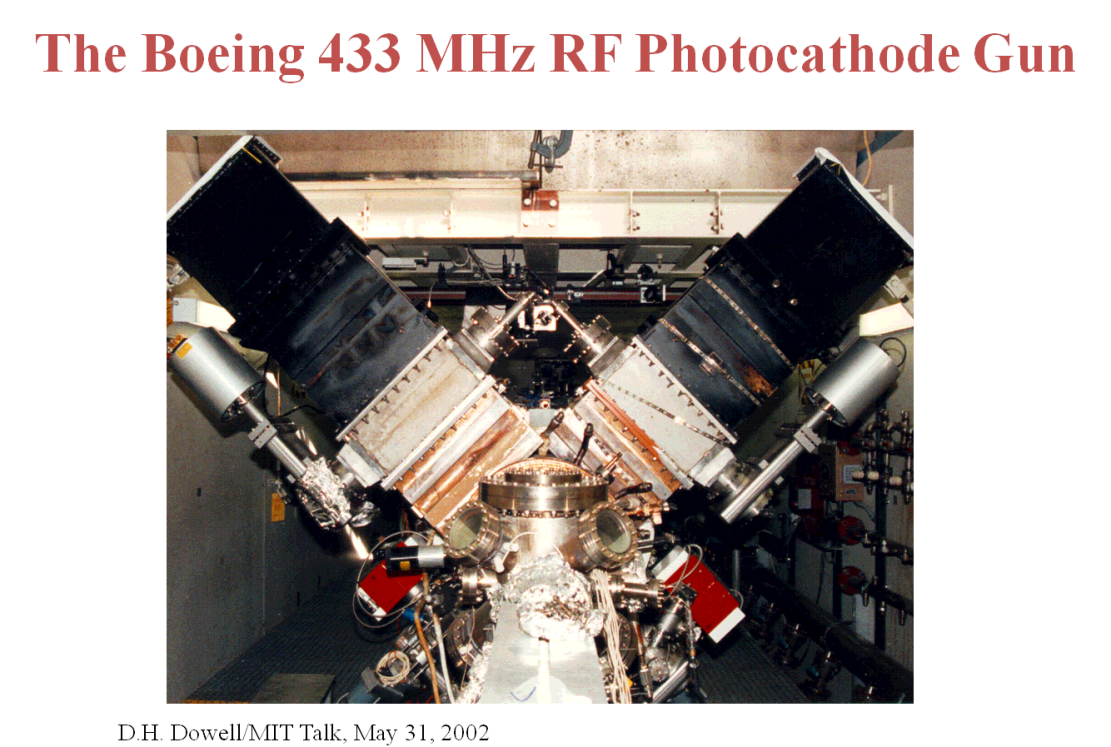 The Boeing 433 MHz RF Photocathode Gun
D.H. Dowell/MIT Talk, May 31, 2002